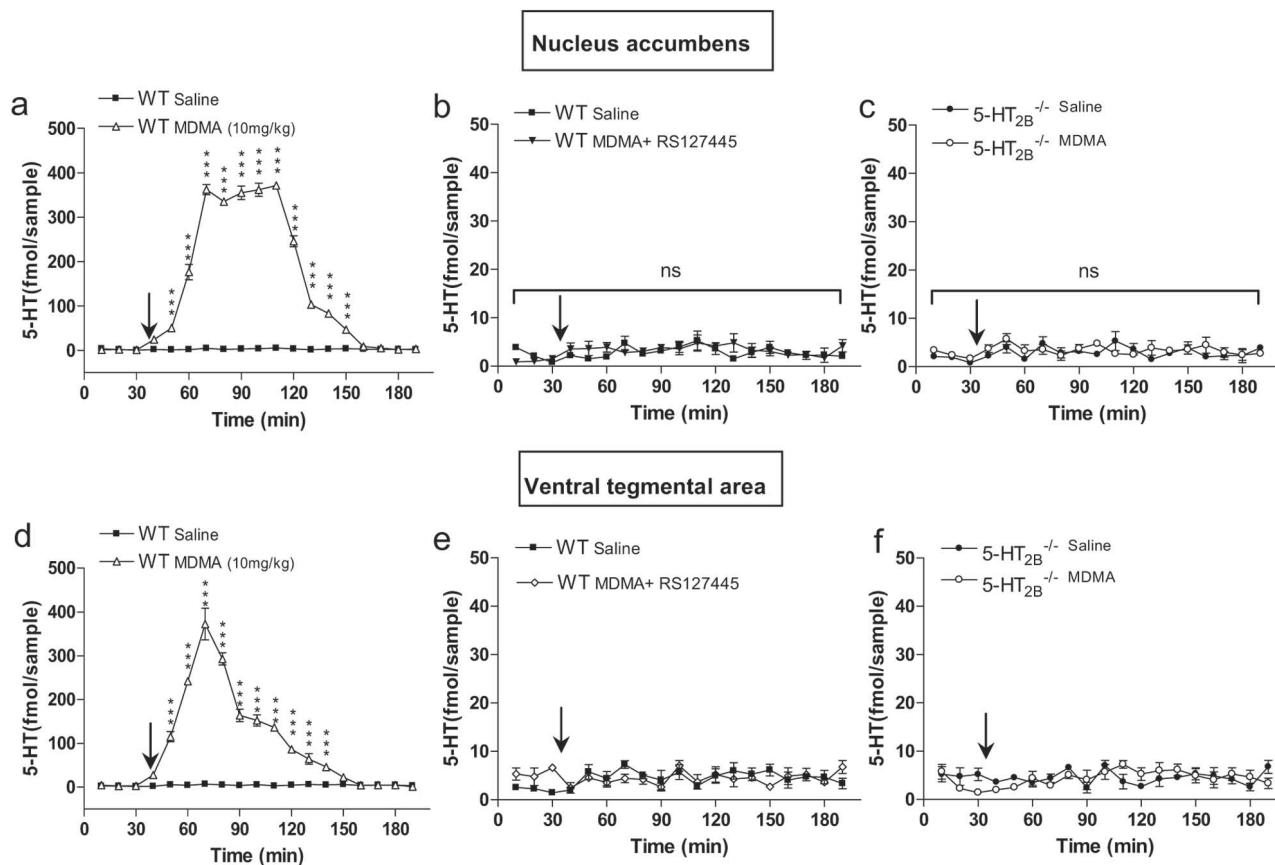 Nucleus accumbens
a
WT Saline
WT MDMA (10mg/kg)
5-HT(fmol/sample)
500
400
300
200
100
0
*** *** *** *** *** *** *** *** *** *** ***
0 30 60 90 120 150 180
Time (min)
b
WT Saline
WT MDMA+ RS127445
5-HT(fmol/sample)
50
40
30
20
10
0
ns
0 30 60 90 120 150 180
Time (min)
c
5-HT2B-/- Saline
5-HT2B-/- MDMA
5-HT(fmol/sample)
50
40
30
20
10
0
ns
0 30 60 90 120 150 180
Time (min)
Ventral tegmental area
d
WT Saline
WT MDMA (10mg/kg)
5-HT(fmol/sample)
500
400
300
200
100
0
*** *** *** *** *** *** *** *** *** ***
0 30 60 90 120 150 180
Time (min)
e
WT Saline
WT MDMA+ RS127445
5-HT(fmol/sample)
50
40
30
20
10
0
0 30 60 90 120 150 180
Time (min)
f
5-HT2B-/- Saline
5-HT2B-/- MDMA
5-HT(fmol/sample)
50
40
30
20
10
0
0 30 60 90 120 150 180
Time (min)